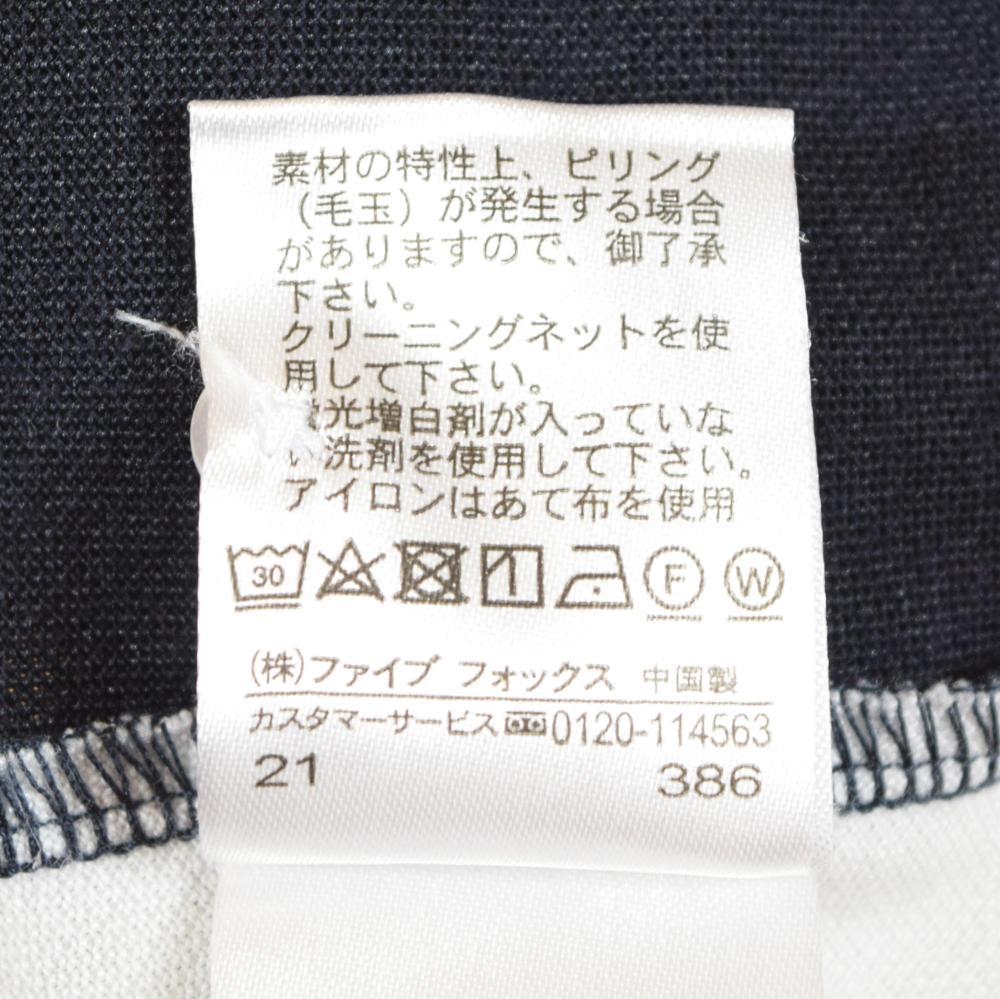 素材の特性上、ピリング
（毛玉）が発生する場合
がありますので、御了承
下さい。
クリーニングネットを使
用して下さい。
光増白剤が入っていな
い洗剤を使用して下さい。
アイロンはあて布を使用
30 F W
(株)ファイブ フォックス 中国製
カスタマーサービス 0120-114563
21 386